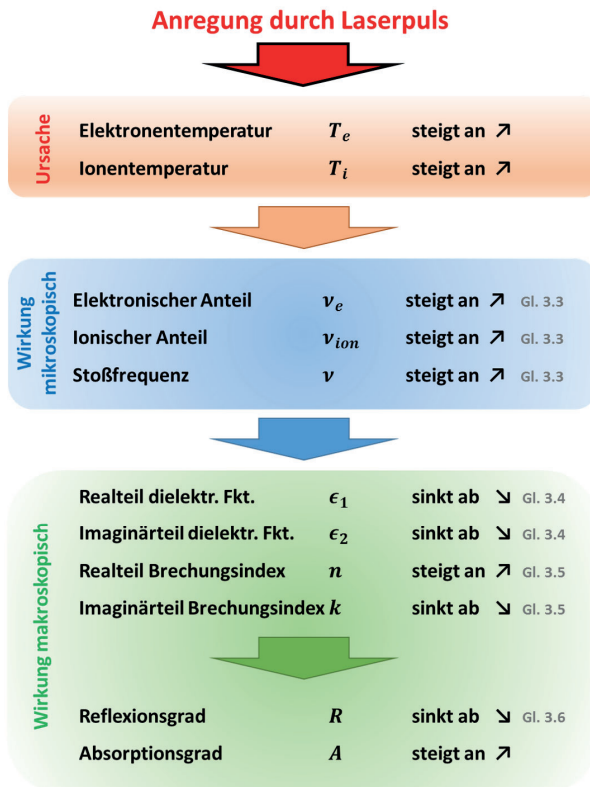 Anregung durch Laserpuls
Ursache
Elektronentemperatur T_e steigt an ↗
Ionentemperatur T_i steigt an ↗
Wirkung
mikroskopisch
Elektronischer Anteil ν_e steigt an ↗ Gl. 3.3
Ionischer Anteil ν_ion steigt an ↗ Gl. 3.3
Stoßfrequenz ν steigt an ↗ Gl. 3.3
Wirkung makroskopisch
Realteil dielektr. Fkt. ϵ_1 sinkt ab ↘ Gl. 3.4
Imaginärteil dielektr. Fkt. ϵ_2 sinkt ab ↘ Gl. 3.4
Realteil Brechungsindex n steigt an ↗ Gl. 3.5
Imaginärteil Brechungsindex k sinkt ab ↘ Gl. 3.5
Reflexionsgrad R sinkt ab ↘ Gl. 3.6
Absorptionsgrad A steigt an ↗